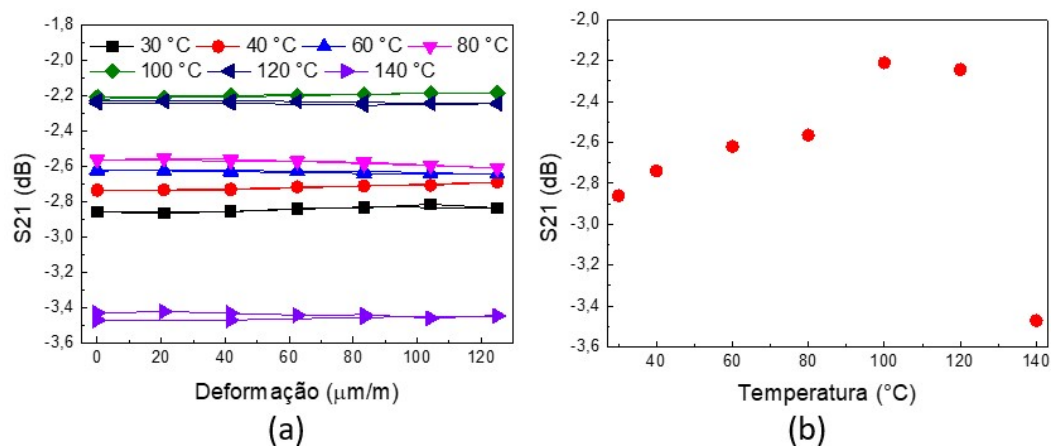 -1,8
-2,0
-2,2
-2,4
-2,6
-2,8
-3,0
-3,2
-3,4
-3,6
S21 (dB)
30 °C 40 °C 60 °C 80 °C
100 °C 120 °C 140 °C
0 20 40 60 80 100 120
Deformação (μm/m)
(a)
-2,0
-2,2
-2,4
-2,6
-2,8
-3,0
-3,2
-3,4
-3,6
S21 (dB)
40 60 80 100 120 140
Temperatura (°C)
(b)